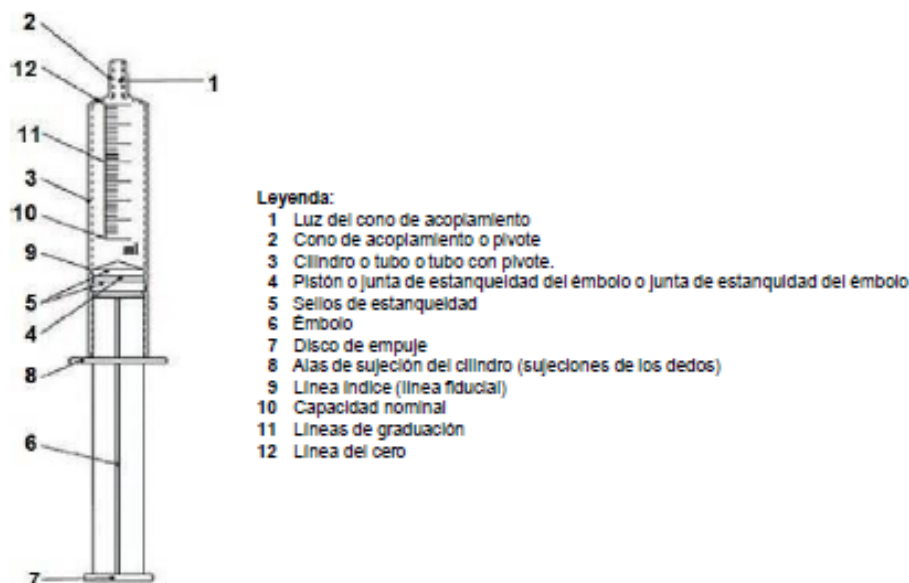 2
12
1
11
3
10
ml
9
5
4
8
6
7
Leyenda:
1 Luz del cono de acoplamiento
2 Cono de acoplamiento o pivote
3 Cilindro o tubo o tubo con pivote.
4 Pistón o junta de estanqueidad del émbolo o junta de estanquidad del émbolo
5 Sellos de estanqueidad
6 Émbolo
7 Disco de empuje
8 Alas de sujeción del cilindro (sujeciones de los dedos)
9 Línea índice (línea fiducial)
10 Capacidad nominal
11 Líneas de graduación
12 Línea del cero